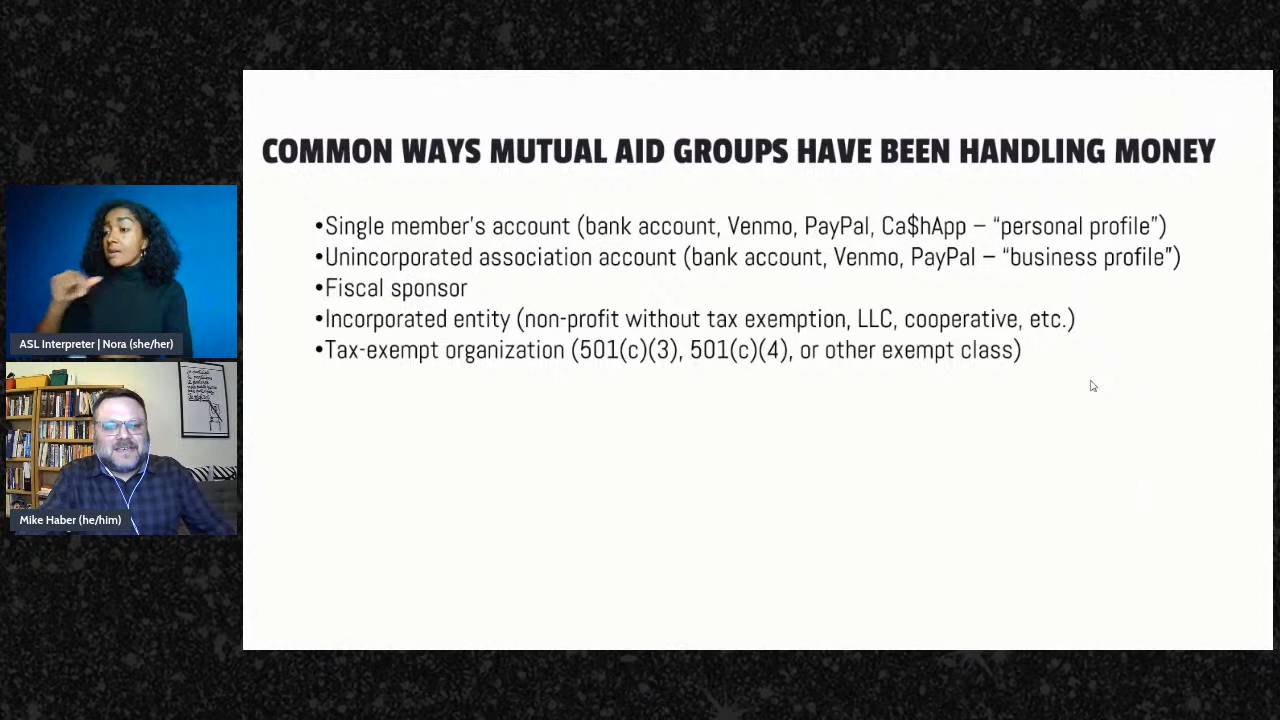 COMMON WAYS MUTUAL AID GROUPS HAVE BEEN HANDLING MONEY
•Single member's account (bank account, Venmo, PayPal, Ca$hApp – “personal profile”)
•Unincorporated association account (bank account, Venmo, PayPal – “business profile”)
•Fiscal sponsor
•Incorporated entity (non-profit without tax exemption, LLC, cooperative, etc.)
•Tax-exempt organization (501(c)(3), 501(c)(4), or other exempt class)
ASL Interpreter | Nora (she/her)
Mike Haber (he/him)